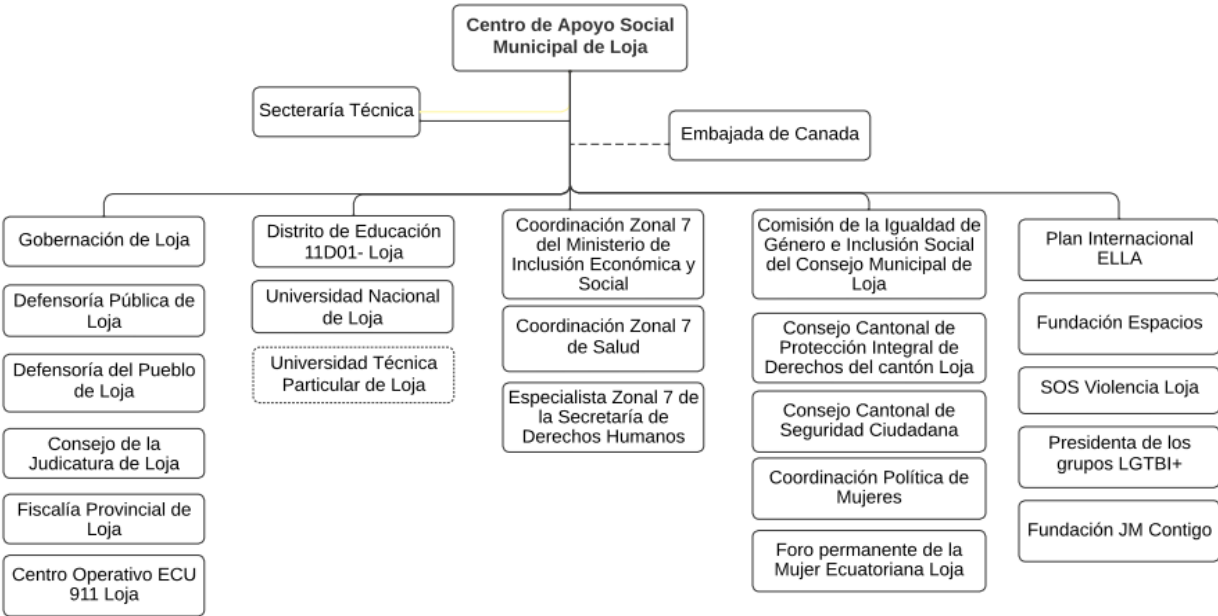 Centro de Apoyo Social
Municipal de Loja
Secteraría Técnica
Embajada de Canada
Gobernación de Loja
Defensoría Pública de
Loja
Defensoría del Pueblo
de Loja
Consejo de la
Judicatura de Loja
Fiscalía Provincial de
Loja
Centro Operativo ECU
911 Loja
Distrito de Educación
11D01- Loja
Universidad Nacional
de Loja
Universidad Técnica
Particular de Loja
Coordinación Zonal 7
del Ministerio de
Inclusión Económica y
Social
Coordinación Zonal 7
de Salud
Especialista Zonal 7 de
la Secretaría de
Derechos Humanos
Comisión de la Igualdad de
Género e Inclusión Social
del Consejo Municipal de
Loja
Consejo Cantonal de
Protección Integral de
Derechos del cantón Loja
Consejo Cantonal de
Seguridad Ciudadana
Coordinación Política de
Mujeres
Foro permanente de la
Mujer Ecuatoriana Loja
Plan Internacional
ELLA
Fundación Espacios
SOS Violencia Loja
Presidenta de los
grupos LGTBI+
Fundación JM Contigo